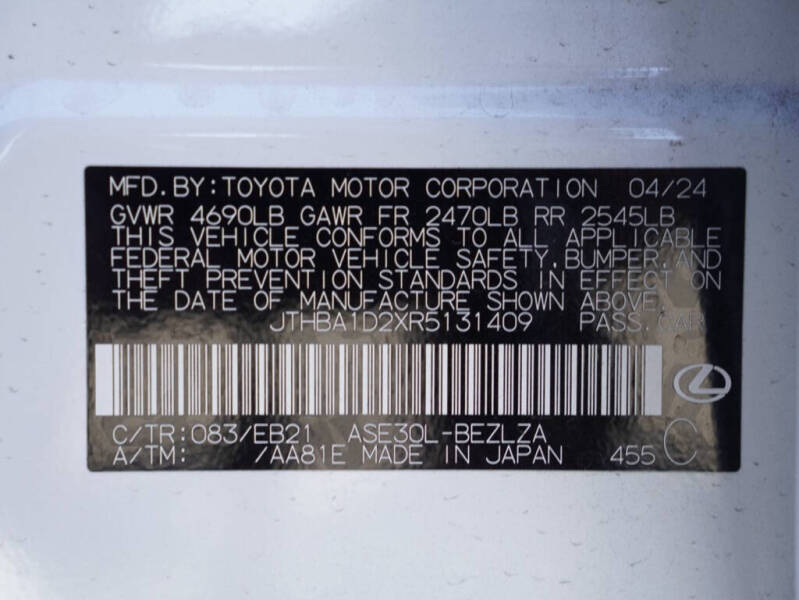 MFD.BY:TOYOTA MOTOR CORPORATION 04/24
GVWR 4690LB GAWR FR 2470LB RR 2545LB
THIS VEHICLE CONFORMS TO ALL APPLICABLE
FEDERAL MOTOR VEHICLE SAFETY,BUMPER,AND
THEFT PREVENTION STANDARDS IN EFFECT ON
THE DATE OF MANUFACTURE SHOWN ABOVE.
JTHBA1D2XR5131409 PASS.CAR
C/TR:083/EB21 ASE30L-BEZLZA
A/TM: /AA81E MADE IN JAPAN 455 C